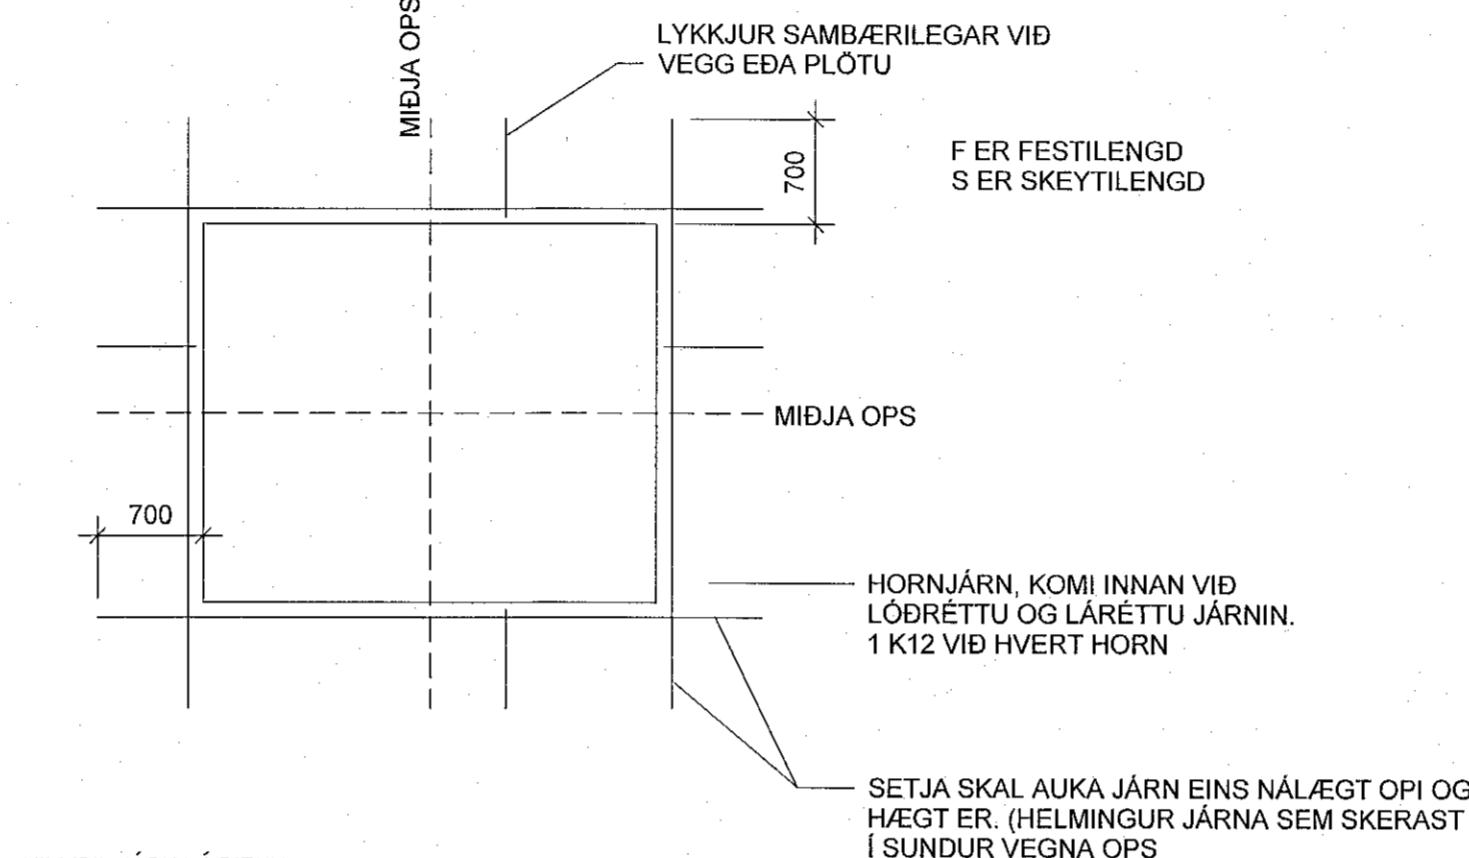 MIÐJA OPS
LYKKJUR SAMBÆRILEGAR VIÐ
VEGG EÐA PLÖTU
700
F ER FESTILENGD
S ER SKEYTILENGD
MIÐJA OPS
700
HORNJÁRN, KOMI INNAN VIÐ
LÓÐRÉTTU OG LÁRÉTTU JÁRNIN.
1 K12 VIÐ HVERT HORN
SETJA SKAL AUKA JÁRN EINS NÁLÆGT OPI OG
HÆGT ER. (HELMINGUR JÁRNA SEM SKERAST
Í SUNDUR VEGNA OPS